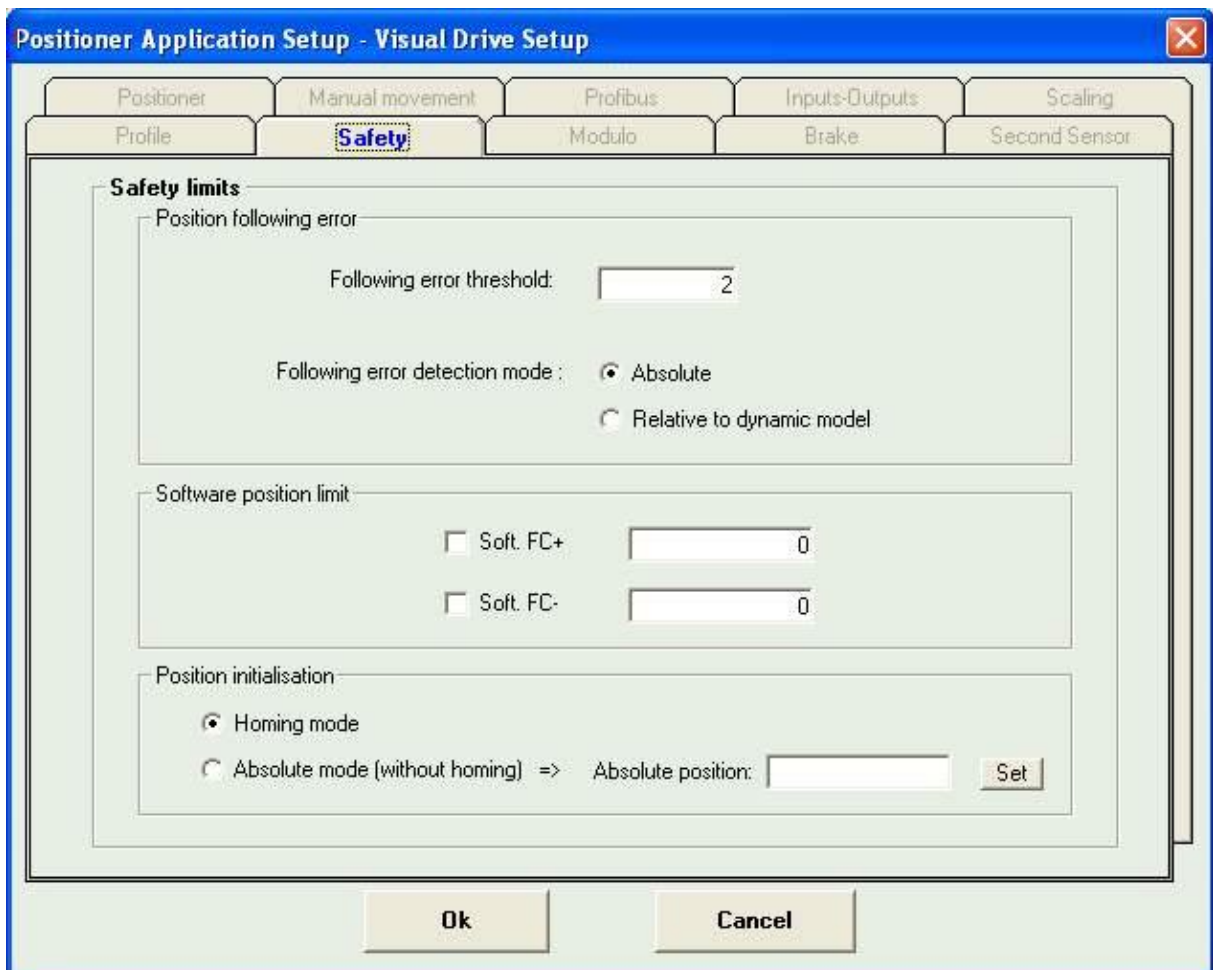 Positioner Application Setup - Visual Drive Setup
Positioner Manual movement Profibus Inputs-Outputs Scaling
Profile Safety Modulo Brake Second Sensor
Safety limits
Position following error
Following error threshold: 2
Following error detection mode : Absolute
Relative to dynamic model
Software position limit
Soft. FC+ 0
Soft. FC- 0
Position initialisation
Homing mode
Absolute mode (without homing) => Absolute position: Set
Ok Cancel